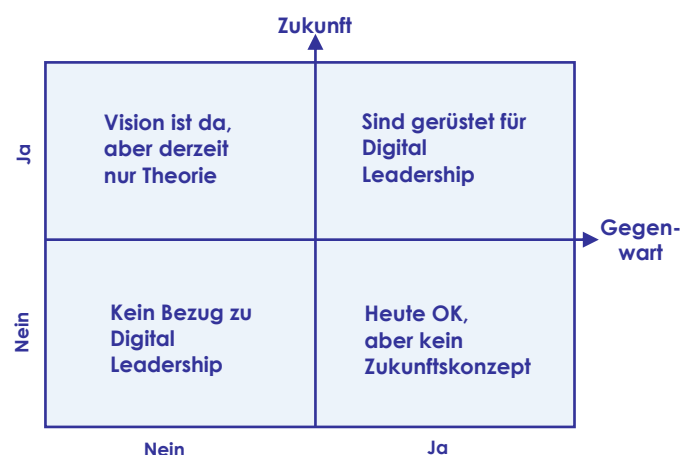 Zukunft
Ja
Vision ist da,
aber derzeit
nur Theorie
Sind gerüstet für
Digital
Leadership
Gegen-
wart
Nein
Kein Bezug zu
Digital
Leadership
Heute OK,
aber kein
Zukunftskonzept
Nein
Ja